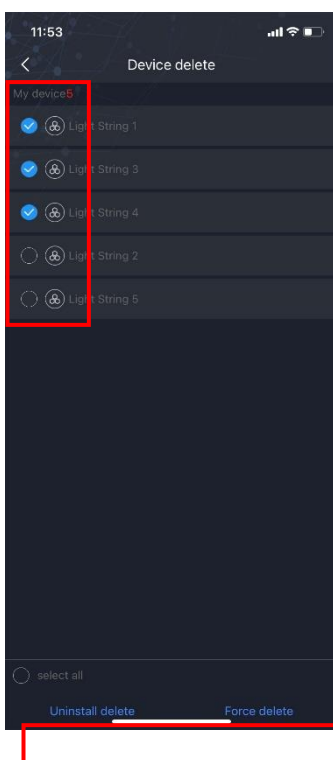 11:53
Device delete
My device5
Light String 1
Light String 3
Light String 4
Light String 2
Light String 5
select all
Uninstall delete Force delete